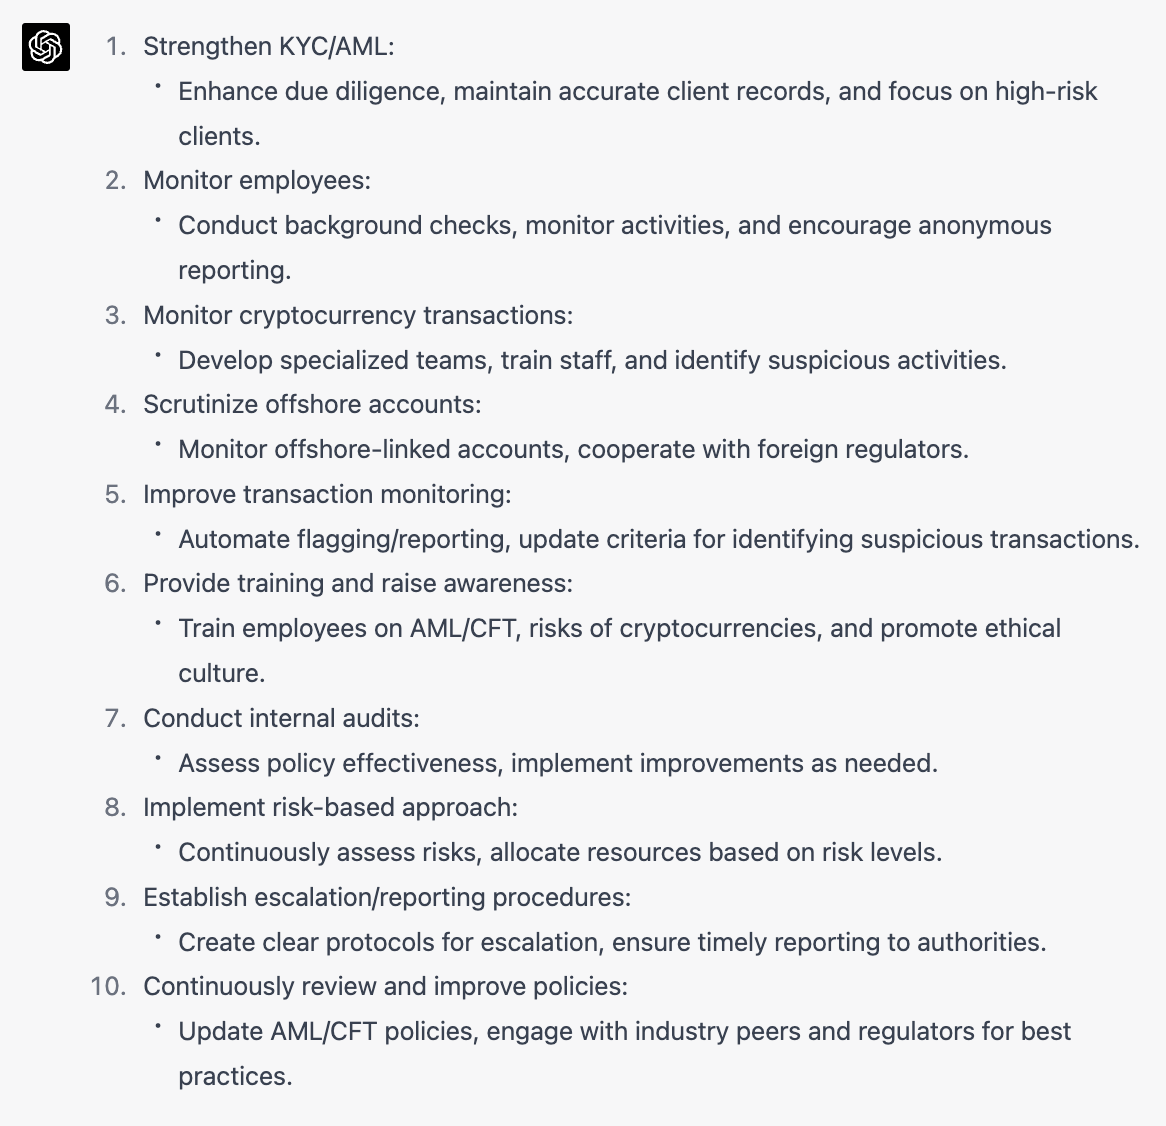 1. Strengthen KYC/AML:
• Enhance due diligence, maintain accurate client records, and focus on high-risk
clients.
2. Monitor employees:
• Conduct background checks, monitor activities, and encourage anonymous
reporting.
3. Monitor cryptocurrency transactions:
• Develop specialized teams, train staff, and identify suspicious activities.
4. Scrutinize offshore accounts:
• Monitor offshore-linked accounts, cooperate with foreign regulators.
5. Improve transaction monitoring:
• Automate flagging/reporting, update criteria for identifying suspicious transactions.
6. Provide training and raise awareness:
• Train employees on AML/CFT, risks of cryptocurrencies, and promote ethical
culture.
7. Conduct internal audits:
• Assess policy effectiveness, implement improvements as needed.
8. Implement risk-based approach:
• Continuously assess risks, allocate resources based on risk levels.
9. Establish escalation/reporting procedures:
• Create clear protocols for escalation, ensure timely reporting to authorities.
10. Continuously review and improve policies:
• Update AML/CFT policies, engage with industry peers and regulators for best
practices.